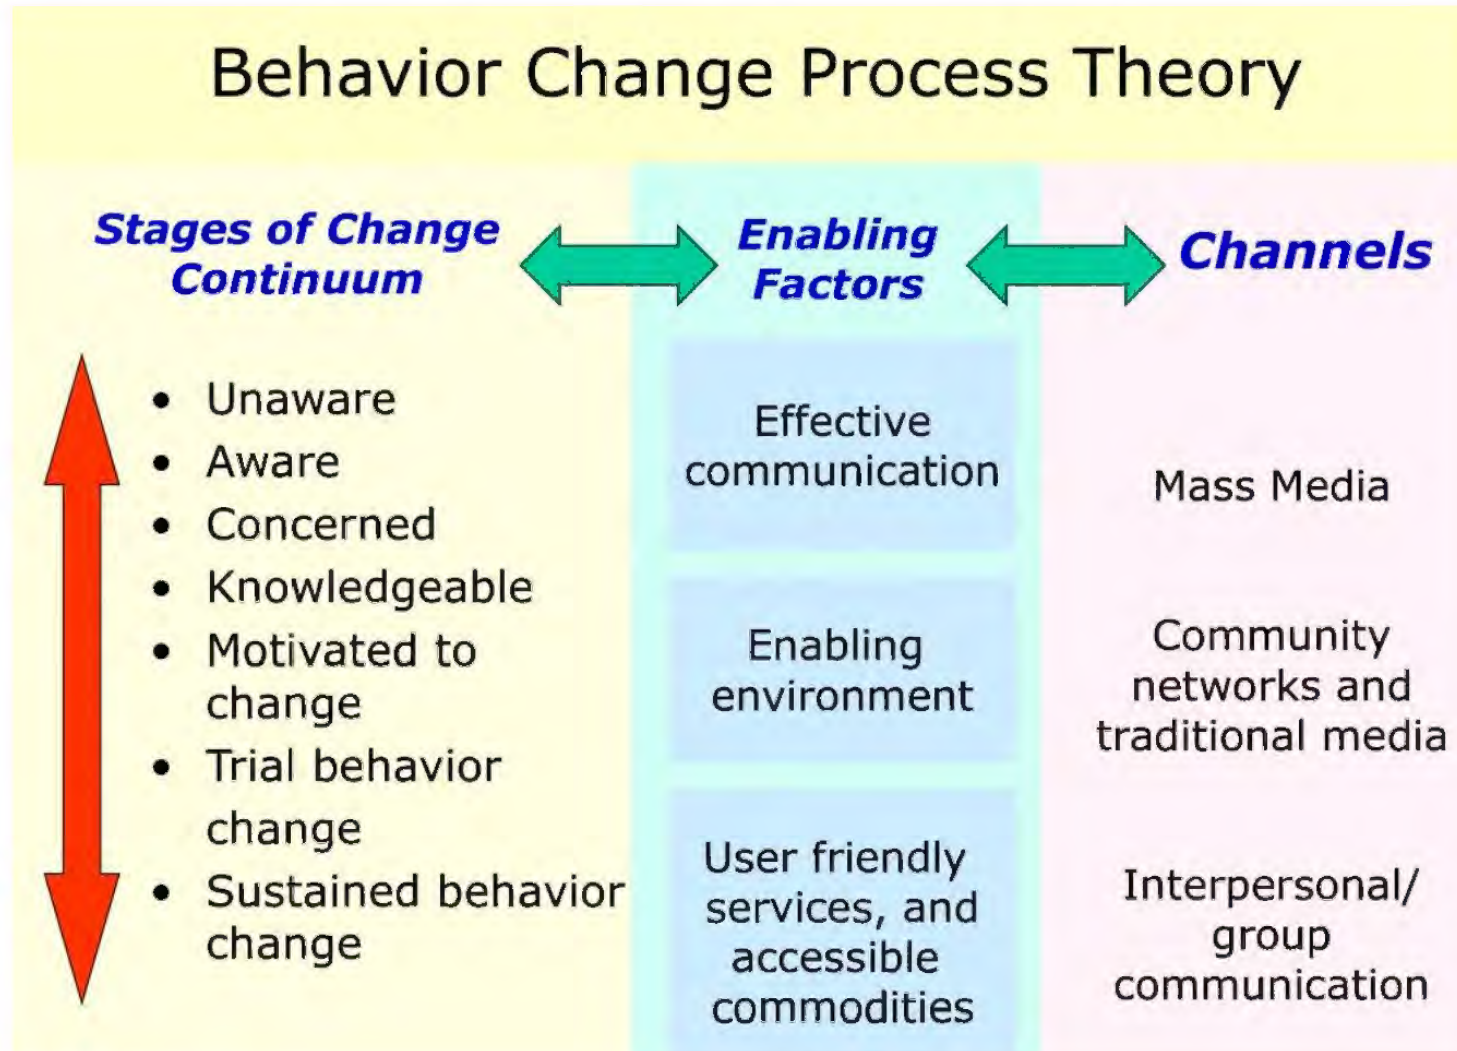 Behavior Change Process Theory
Stages of Change
Continuum
• Unaware
• Aware
• Concerned
• Knowledgeable
• Motivated to
change
• Trial behavior
change
• Sustained behavior
change
Enabling
Factors
Effective
communication
Enabling
environment
User friendly
services, and
accessible
commodities
Channels
Mass Media
Community
networks and
traditional media
Interpersonal/
group
communication